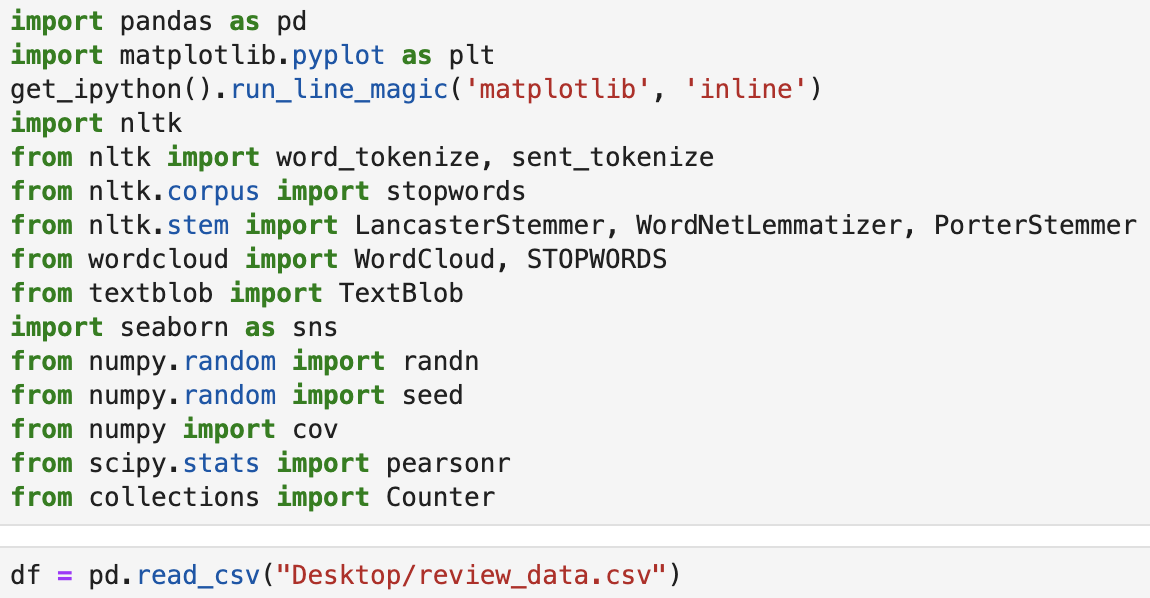 import pandas as pd
import matplotlib.pyplot as plt
get_ipython().run_line_magic('matplotlib', 'inline')
import nltk
from nltk import word_tokenize, sent_tokenize
from nltk.corpus import stopwords
from nltk.stem import LancasterStemmer, WordNetLemmatizer, PorterStemmer
from wordcloud import WordCloud, STOPWORDS
from textblob import TextBlob
import seaborn as sns
from numpy.random import randn
from numpy.random import seed
from numpy import cov
from scipy.stats import pearsonr
from collections import Counter
df = pd.read_csv("Desktop/review_data.csv")